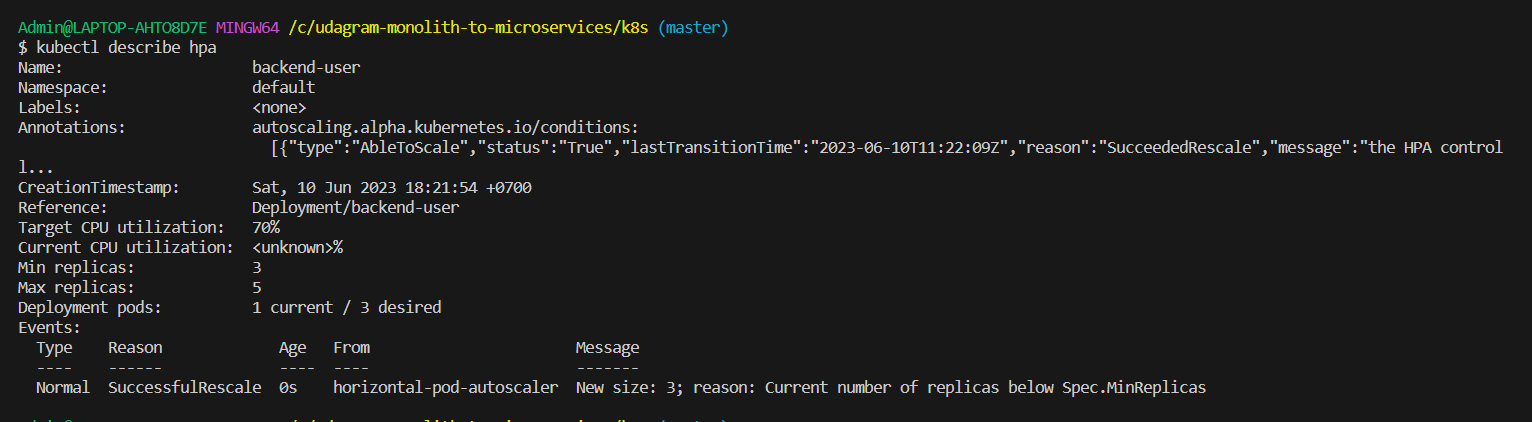 Admin@LAPTOP-AHTO8D7E MINGW64 /c/udagram-monolith-to-microservices/k8s (master)
$ kubectl describe hpa
Name:                     backend-user
Namespace:                default
Labels:                   <none>
Annotations:              autoscaling.alpha.kubernetes.io/conditions:
                            [{"type":"AbleToScale","status":"True","lastTransitionTime":"2023-06-10T11:22:09Z","reason":"SucceededRescale","message":"the HPA control
l...
CreationTimestamp:        Sat, 10 Jun 2023 18:21:54 +0700
Reference:                Deployment/backend-user
Target CPU utilization:   70%
Current CPU utilization:  <unknown>%
Min replicas:             3
Max replicas:             5
Deployment pods:          1 current / 3 desired
Events:
  Type    Reason             Age   From                       Message
  ----    ------             ----  ----                       -------
  Normal  SuccessfulRescale  0s    horizontal-pod-autoscaler  New size: 3; reason: Current number of replicas below Spec.MinReplicas